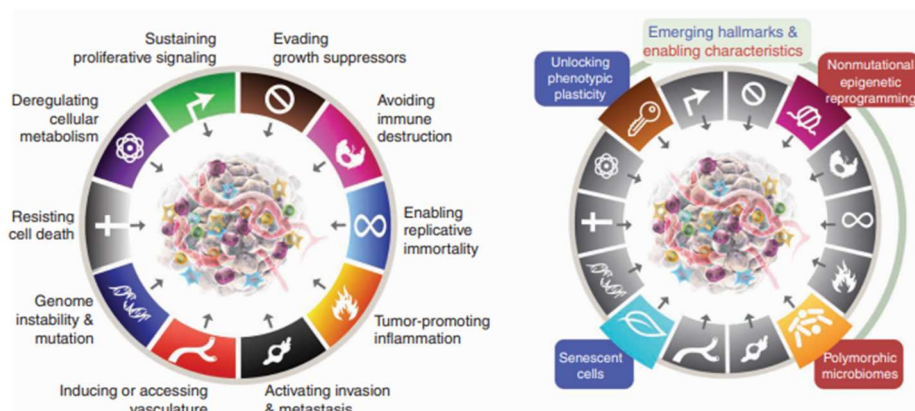 Sustaining
proliferative signaling
Evading
growth suppressors
Deregulating
cellular
metabolism
Avoiding
immune
destruction
Resisting
cell death
Enabling
replicative
immortality
Genome
instability &
mutation
Tumor-promoting
inflammation
Inducing or accessing
vasculature
Activating invasion
& metastasis
Emerging hallmarks &
enabling characteristics
Unlocking
phenotypic
plasticity
Nonmutational
epigenetic
reprogramming
Senescent
cells
Polymorphic
microbiomes